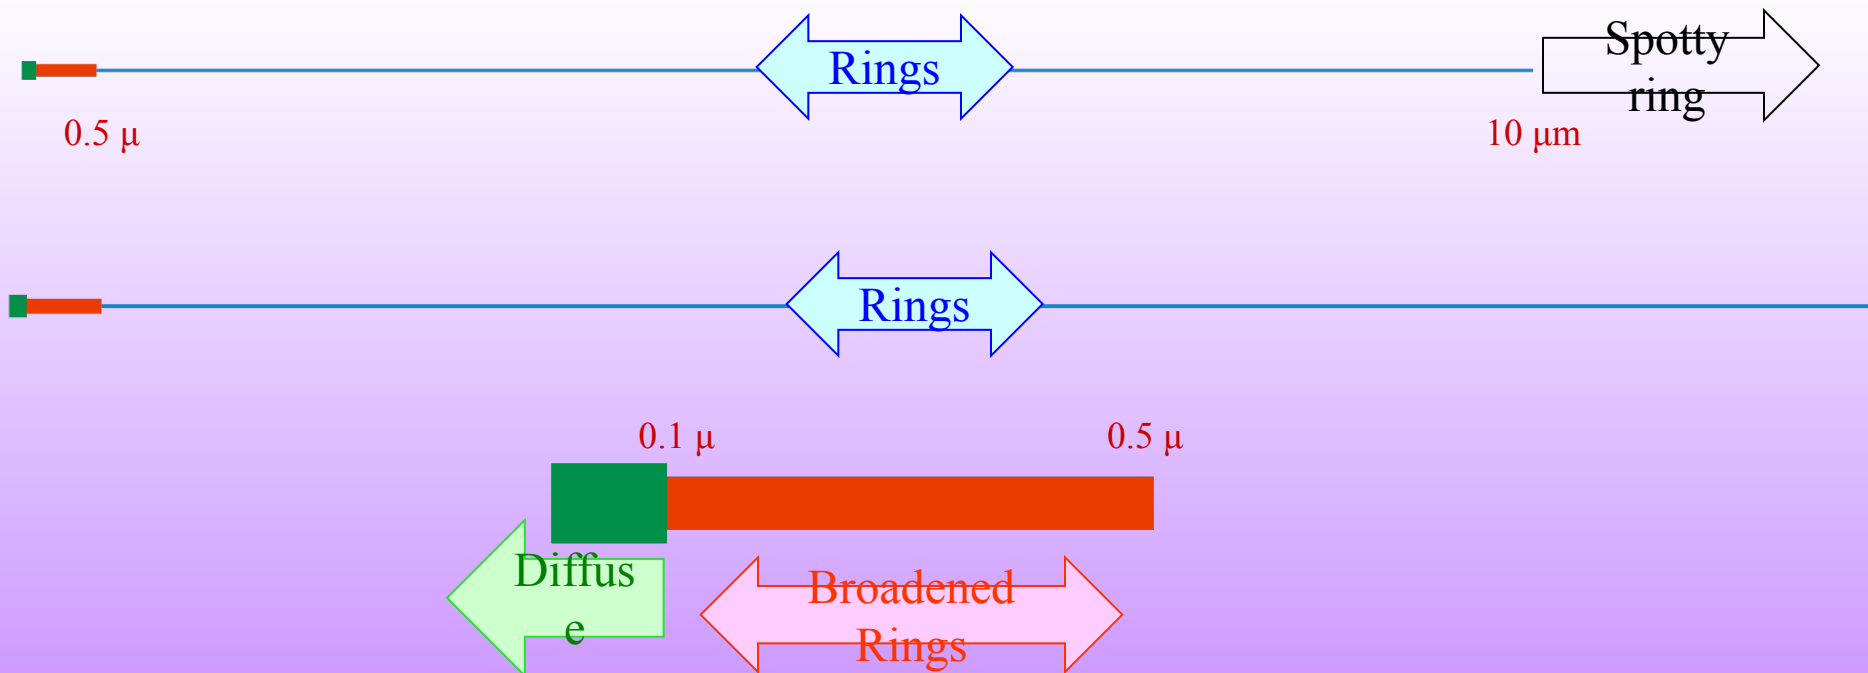 Rings
Spotty
ring
0.5 μ
10 μm
Rings
0.1 μ
0.5 μ
Diffus
e
Broadened
Rings